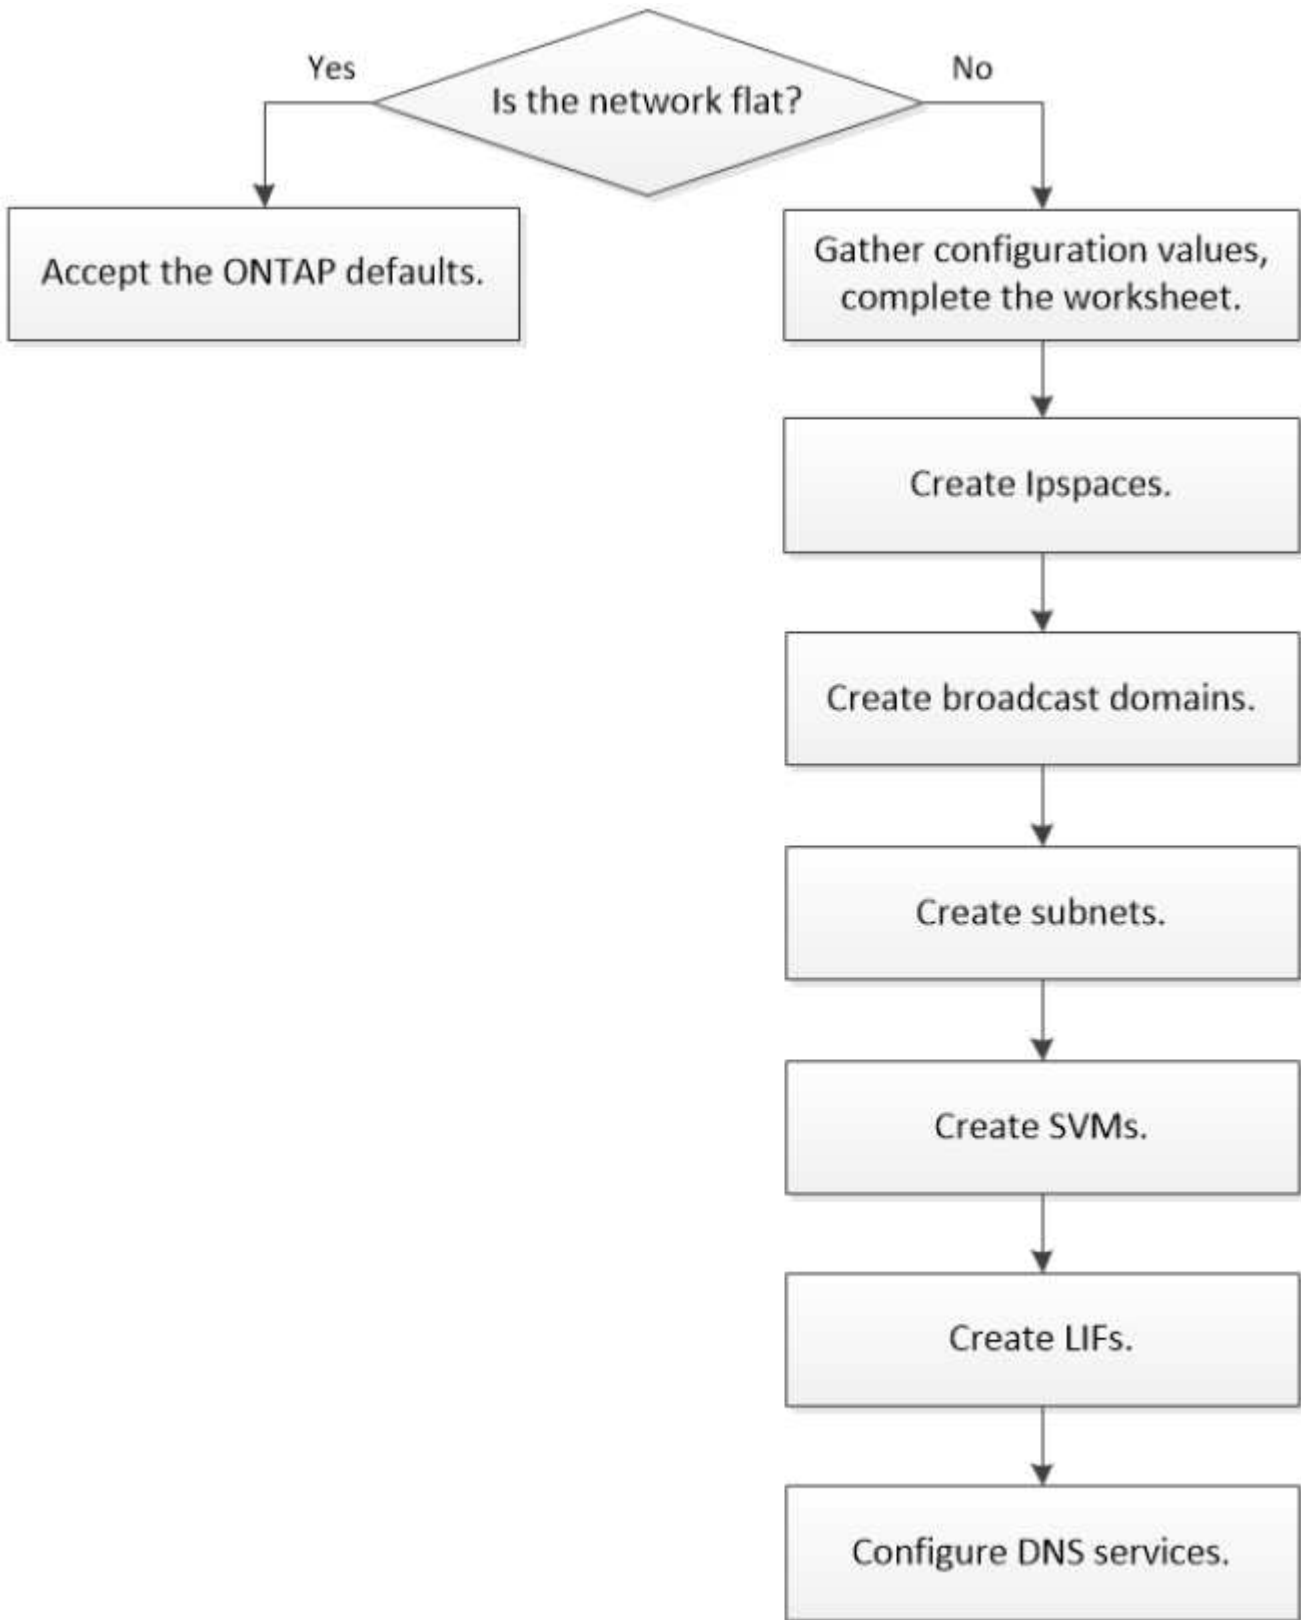 Is the network flat?
Yes
No
Accept the ONTAP defaults.
Gather configuration values,
complete the worksheet.
Create Ipspaces.
Create broadcast domains.
Create subnets.
Create SVMs.
Create LIFs.
Configure DNS services.